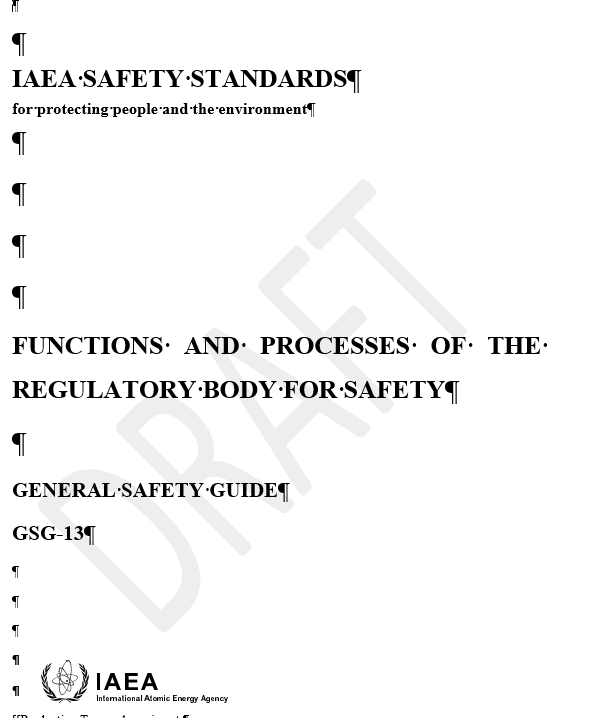 ¶
¶
IAEA·SAFETY·STANDARDS¶
for·protecting·people·and·the·environment¶
¶
¶
¶
¶
FUNCTIONS· AND· PROCESSES· OF· THE·
REGULATORY·BODY·FOR·SAFETY¶
¶
GENERAL·SAFETY·GUIDE¶
GSG-13¶
¶
¶
¶
¶
¶
IAEA
International Atomic Energy Agency
DRAFT